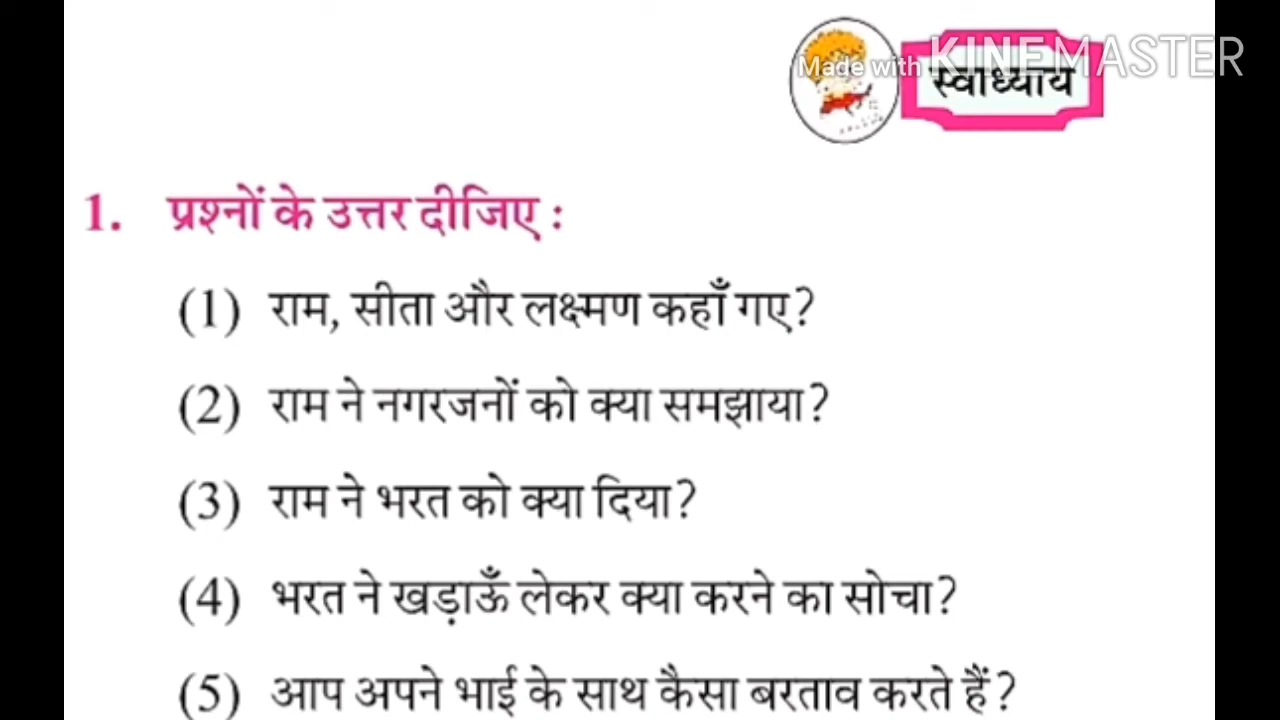 Made with KINEMASTER
स्वाध्याय
1. प्रश्नों के उत्तर दीजिए :
(1) राम, सीता और लक्ष्मण कहाँ गए?
(2) राम ने नगरजनों को क्या समझाया?
(3) राम ने भरत को क्या दिया?
(4) भरत ने खड़ाऊँ लेकर क्या करने का सोचा?
(5) आप अपने भाई के साथ कैसा बरताव करते हैं?